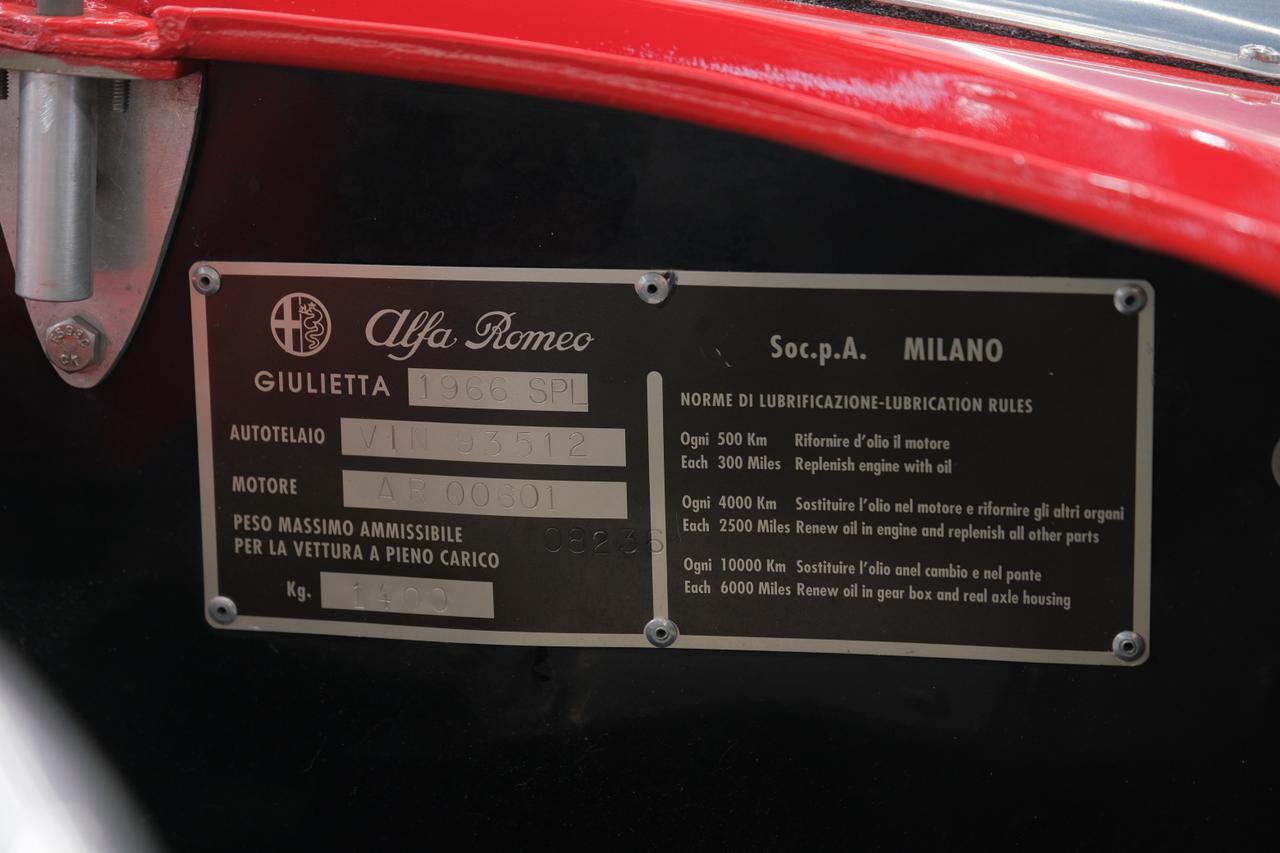 Alfa Romeo
GIULIETTA 1966 SPL
AUTOTELAIO VIN 93512
MOTORE AR 00601
08236
PESO MASSIMO AMMISSIBILE
PER LA VETTURA A PIENO CARICO
Kg. 1400
Soc.p.A. MILANO
NORME DI LUBRIFICAZIONE-LUBRICATION RULES
Ogni 500 Km Rifornire d'olio il motore
Each 300 Miles Replenish engine with oil
Ogni 4000 Km Sostituire l'olio nel motore e rifornire gli altri organi
Each 2500 Miles Renew oil in engine and replenish all other parts
Ogni 10000 Km Sostituire l'olio anel cambio e nel ponte
Each 6000 Miles Renew oil in gear box and real axle housing